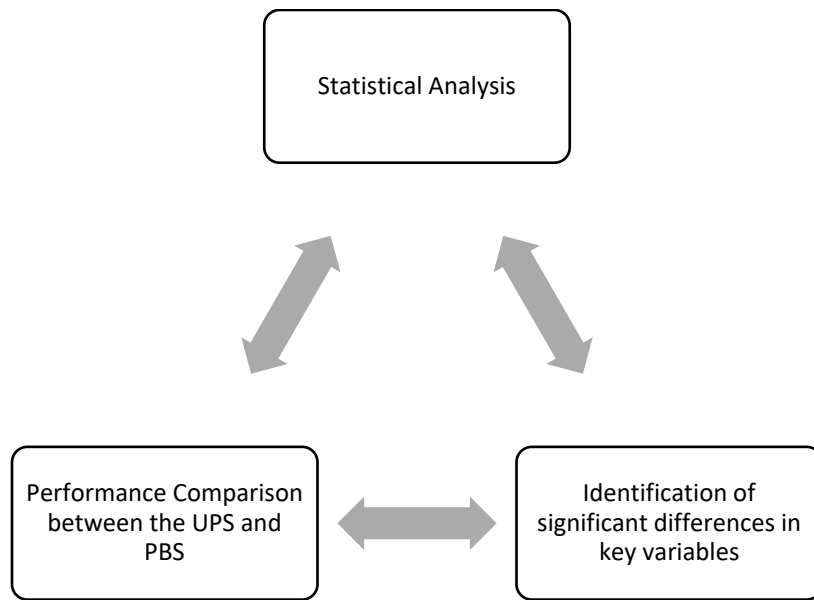 Statistical Analysis
Performance Comparison
between the UPS and
PBS
Identification of
significant differences in
key variables